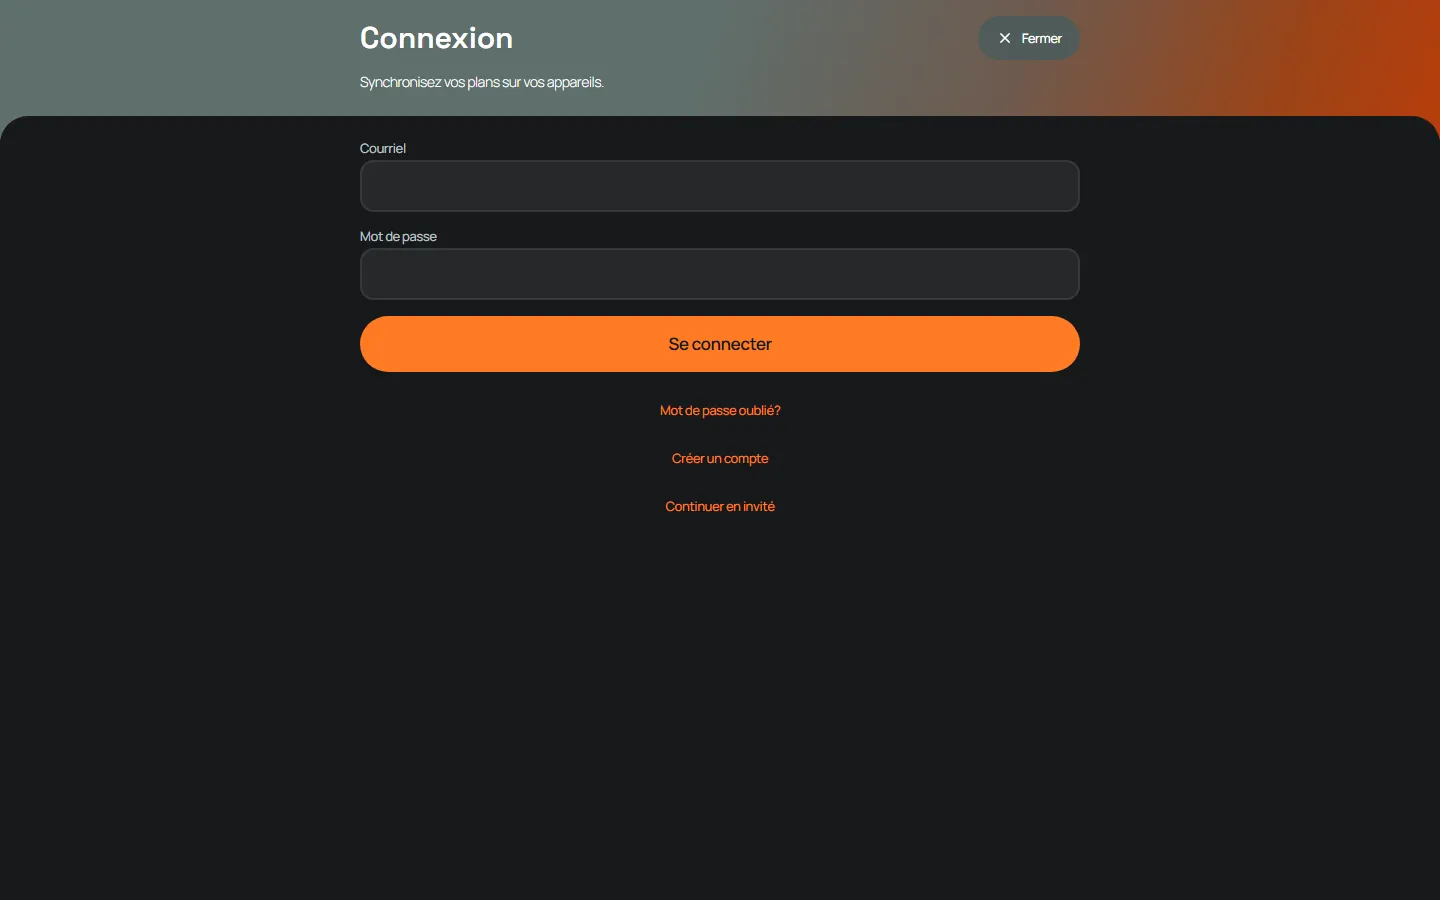 Connexion
Fermer
Synchronisez vos plans sur vos appareils.
Courriel
Mot de passe
Se connecter
Mot de passe oublié?
Créer un compte
Continuer en invité